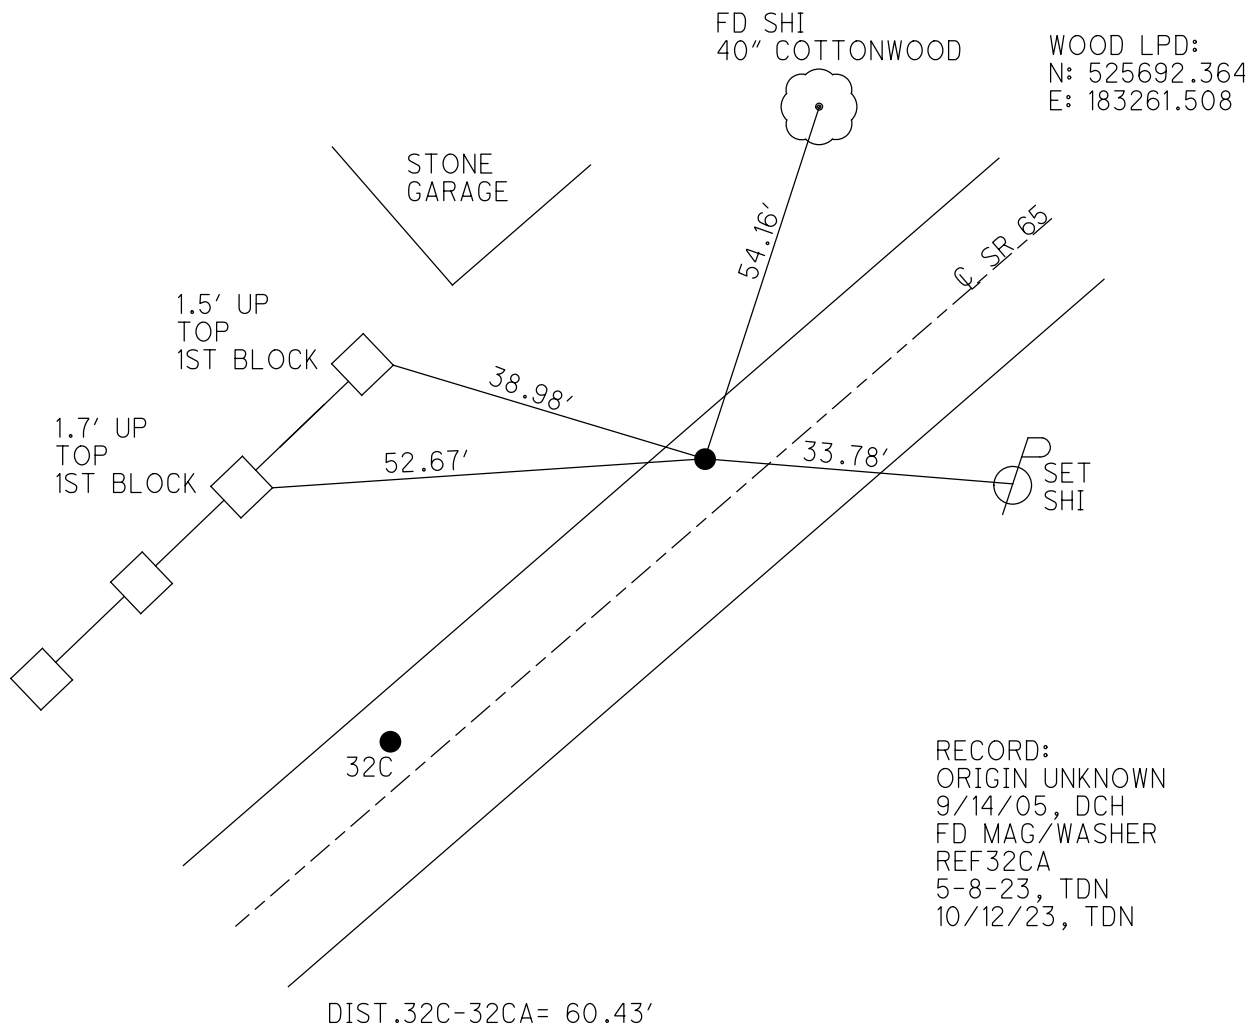 FD SHI
40" COTTONWOOD
WOOD LPD:
N: 525692.364
E: 183261.508
STONE
GARAGE
54.16'
℄ SR 65
1.5' UP
TOP
1ST BLOCK
38.98'
1.7' UP
TOP
1ST BLOCK
52.67'
33.78'
SET
SHI
32C
RECORD:
ORIGIN UNKNOWN
9/14/05, DCH
FD MAG/WASHER
REF32CA
5-8-23, TDN
10/12/23, TDN
DIST.32C-32CA= 60.43'